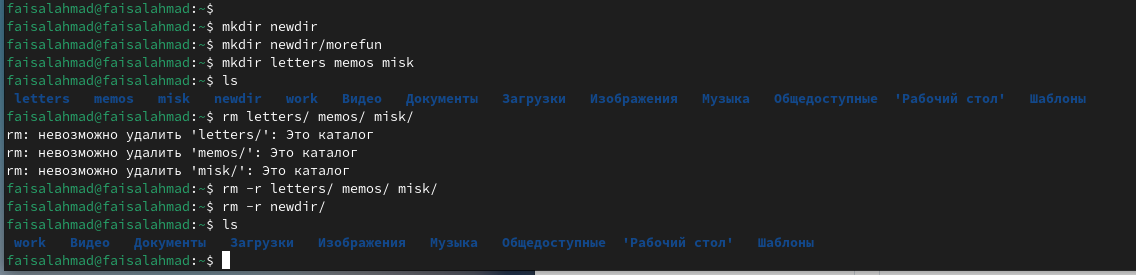 faisalahmad@faisalahmad:~$
faisalahmad@faisalahmad:~$ mkdir newdir
faisalahmad@faisalahmad:~$ mkdir newdir/morefun
faisalahmad@faisalahmad:~$ mkdir letters memos misk
faisalahmad@faisalahmad:~$ ls
letters memos misk newdir work Видео Документы Загрузки Изображения Музыка Общедоступные 'Рабочий стол' Шаблоны
faisalahmad@faisalahmad:~$ rm letters/ memos/ misk/
rm: невозможно удалить 'letters/': Это каталог
rm: невозможно удалить 'memos/': Это каталог
rm: невозможно удалить 'misk/': Это каталог
faisalahmad@faisalahmad:~$ rm -r letters/ memos/ misk/
faisalahmad@faisalahmad:~$ rm -r newdir/
faisalahmad@faisalahmad:~$ ls
work Видео Документы Загрузки Изображения Музыка Общедоступные 'Рабочий стол' Шаблоны
faisalahmad@faisalahmad:~$